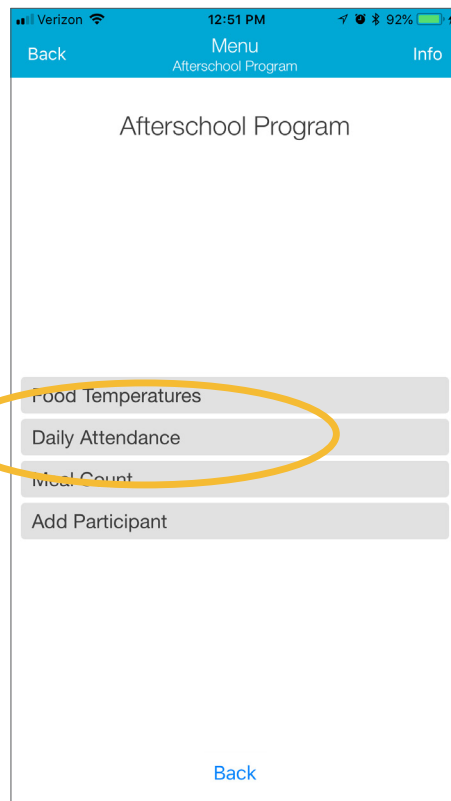 Verizon 12:51 PM 92%
Back Menu Info
Afterschool Program
Afterschool Program
Food Temperatures
Daily Attendance
Meal Count
Add Participant
Back